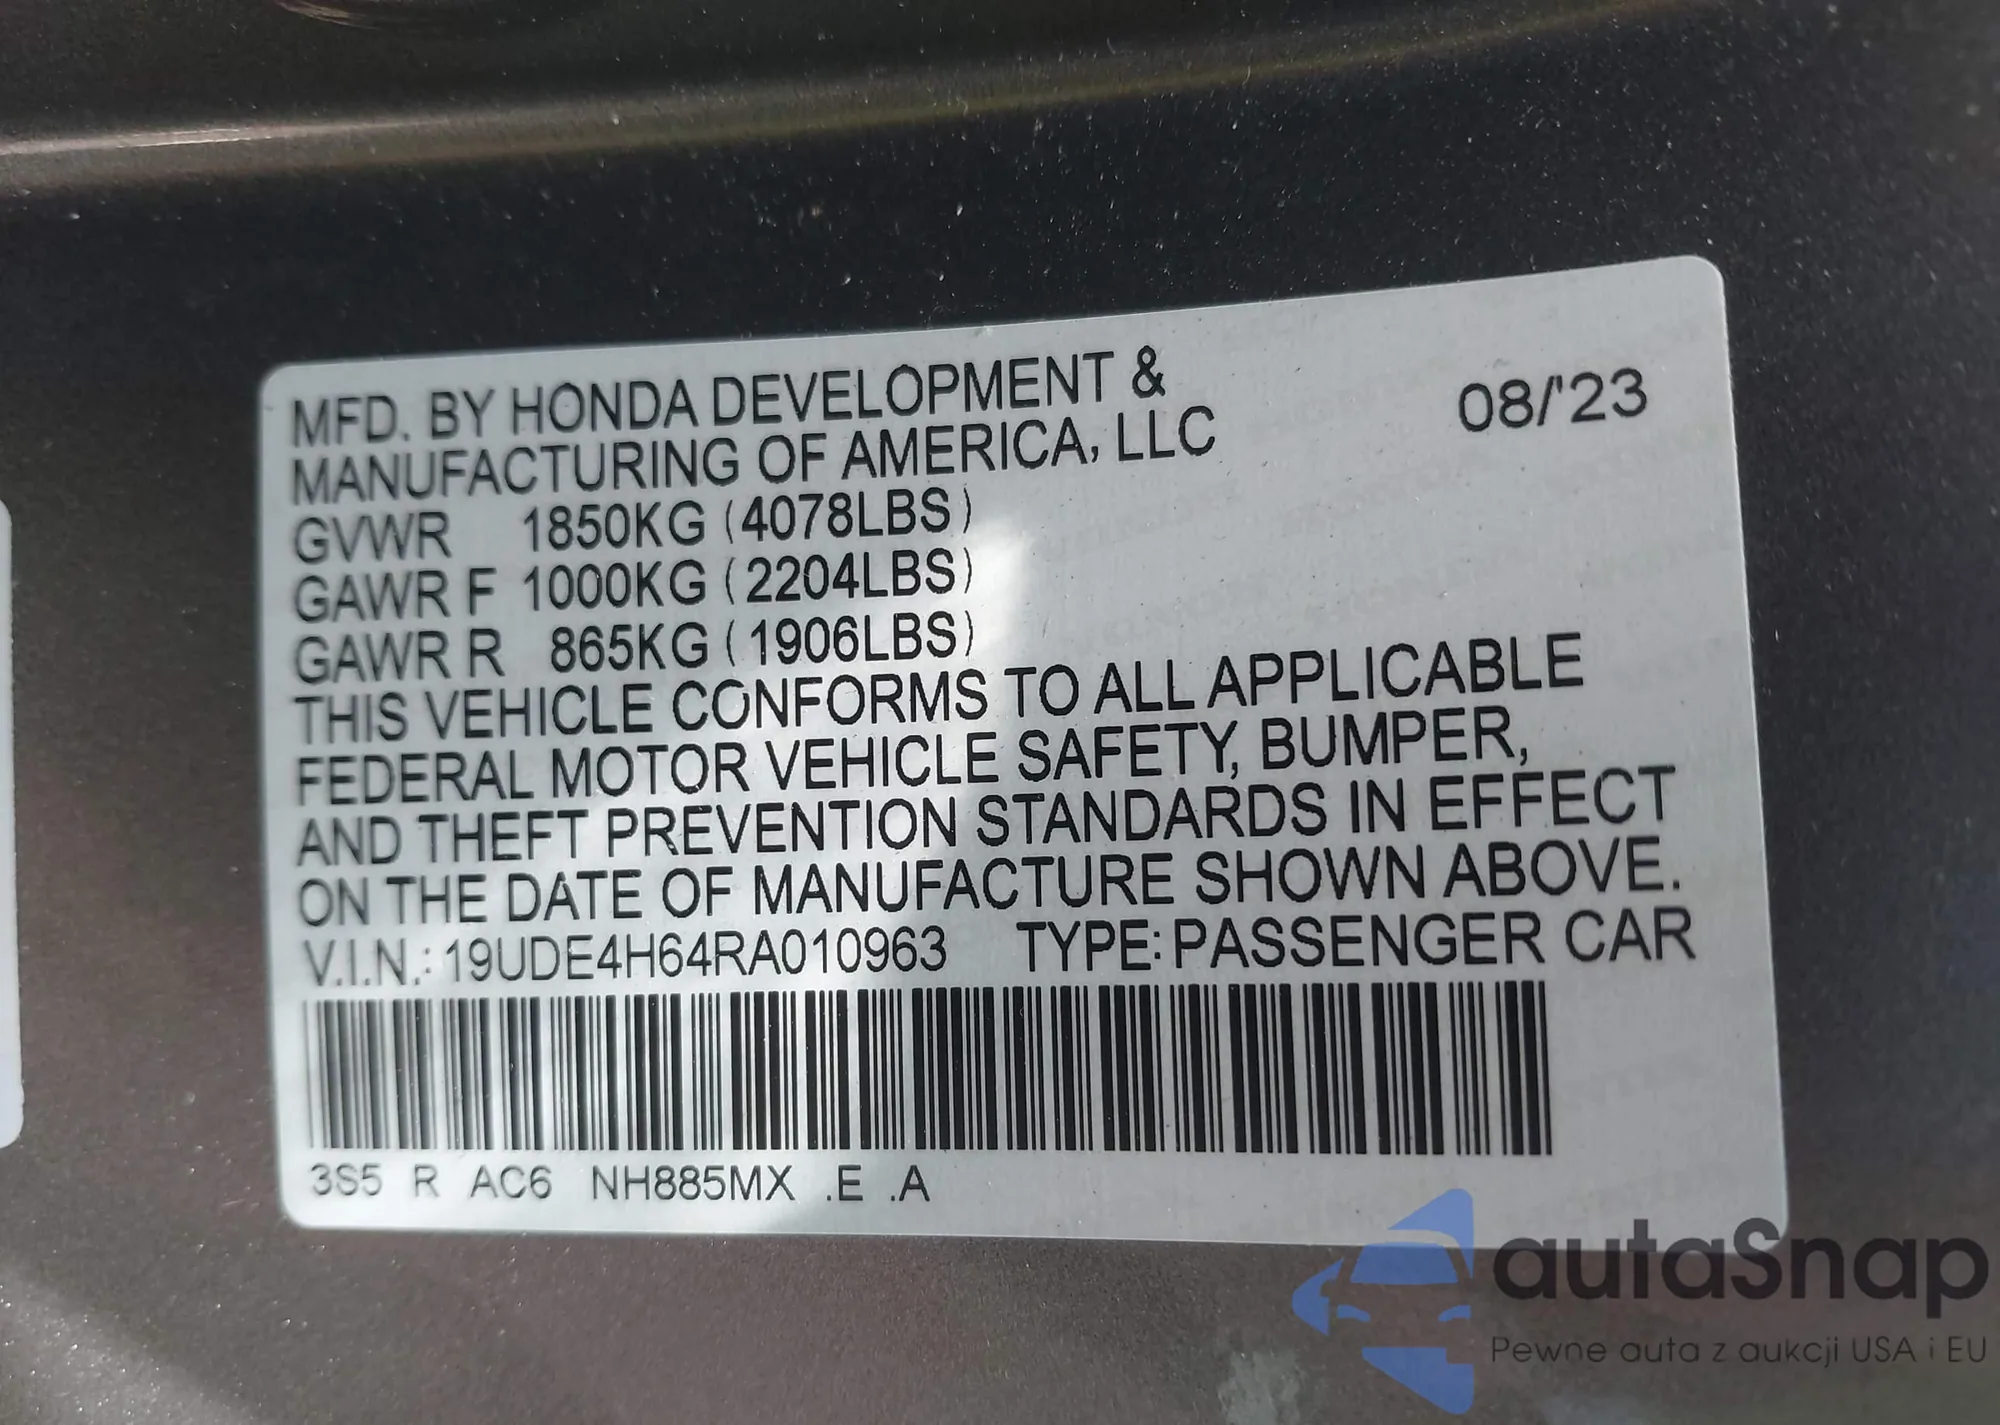 MFD. BY HONDA DEVELOPMENT &
MANUFACTURING OF AMERICA, LLC
08/'23
GVWR 1850KG (4078LBS)
GAWR F 1000KG (2204LBS)
GAWR R 865KG (1906LBS)
THIS VEHICLE CONFORMS TO ALL APPLICABLE
FEDERAL MOTOR VEHICLE SAFETY, BUMPER,
AND THEFT PREVENTION STANDARDS IN EFFECT
ON THE DATE OF MANUFACTURE SHOWN ABOVE.
V.I.N.: 19UDE4H64RA010963 TYPE: PASSENGER CAR
3S5 R AC6 NH885MX .E .A
autaSnap
Pewne auta z aukcji USA i EU